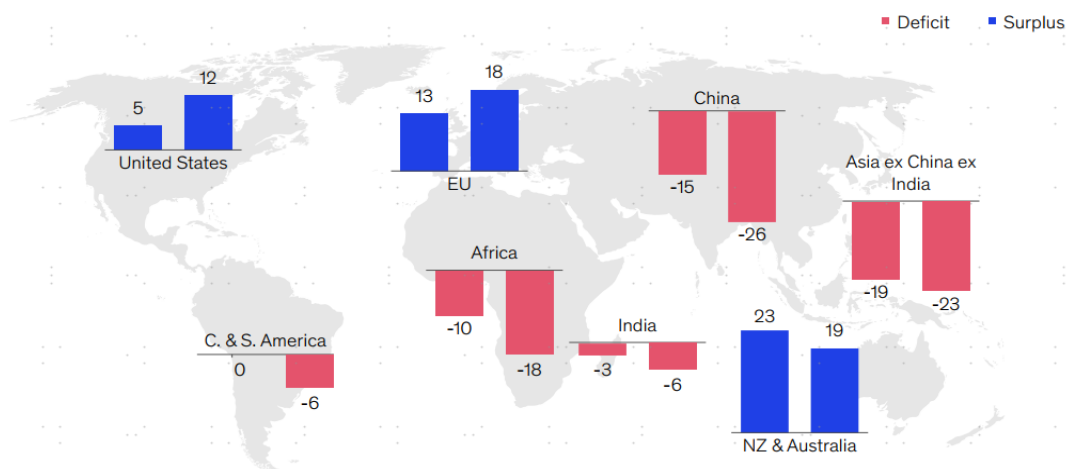 Deficit Surplus
5 12
United States
13 18
EU
China
-15 -26
Asia ex China ex
India
-19 -23
Africa
-10 -18
C. & S. America
0 -6
India
-3 -6
23 19
NZ & Australia